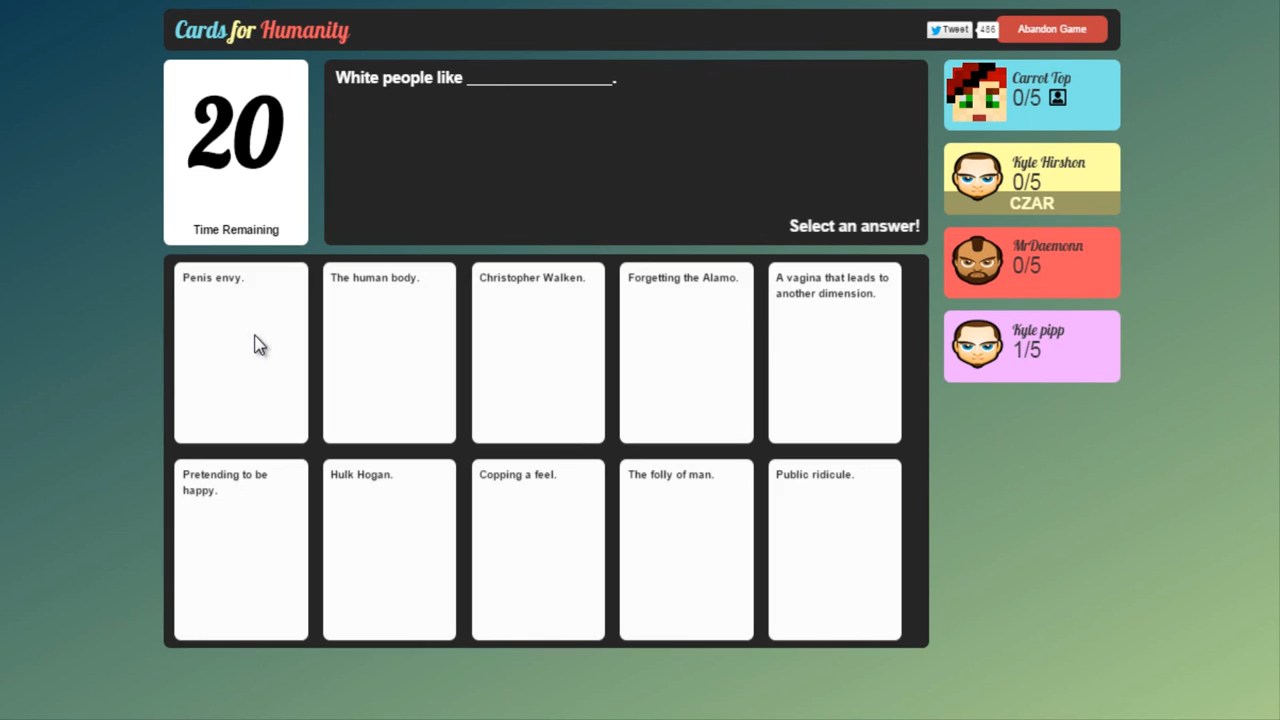 Cards for Humanity
Tweet
486
Abandon Game
20
Time Remaining
White people like ________________.
Select an answer!
Carrot Top
0/5
Kyle Hirshon
0/5
CZAR
MrDaemonn
0/5
Kyle pipp
1/5
Penis envy.
The human body.
Christopher Walken.
Forgetting the Alamo.
A vagina that leads to
another dimension.
Pretending to be
happy.
Hulk Hogan.
Copping a feel.
The folly of man.
Public ridicule.